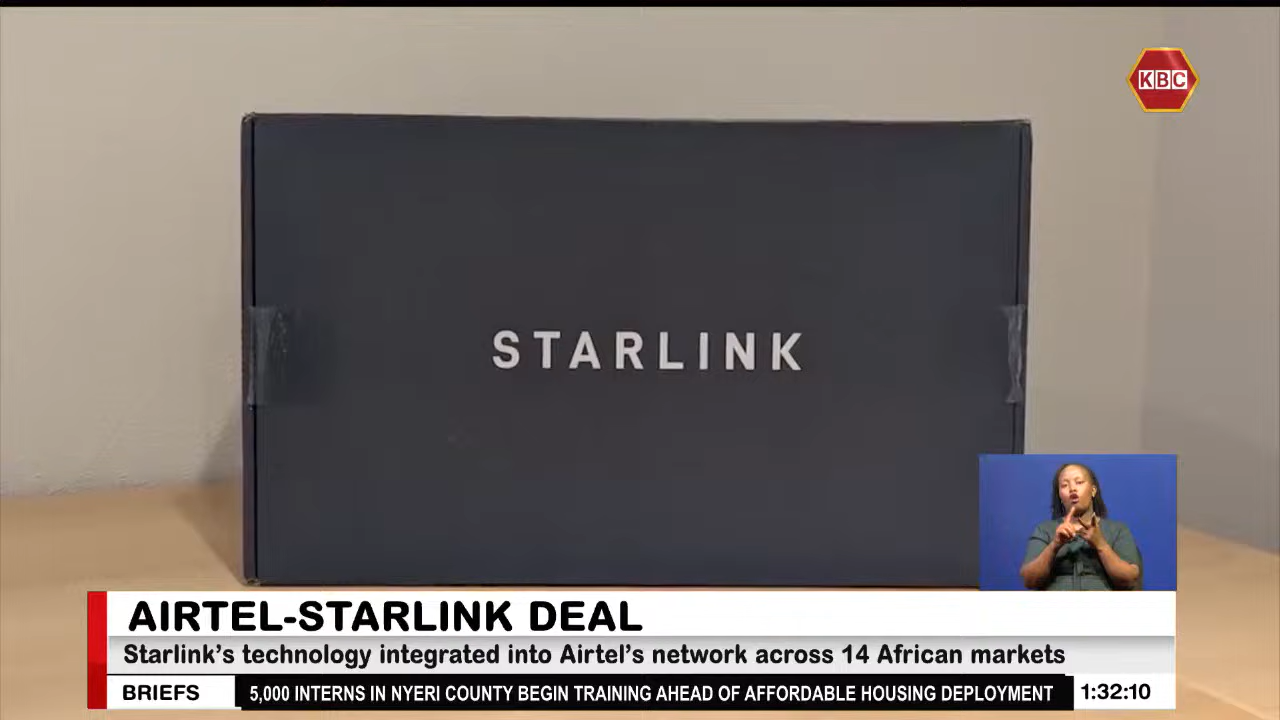 KBC
STARLINK
AIRTEL-STARLINK DEAL
Starlink's technology integrated into Airtel's network across 14 African markets
BRIEFS 5,000 INTERNS IN NYERI COUNTY BEGIN TRAINING AHEAD OF AFFORDABLE HOUSING DEPLOYMENT 1:32:10